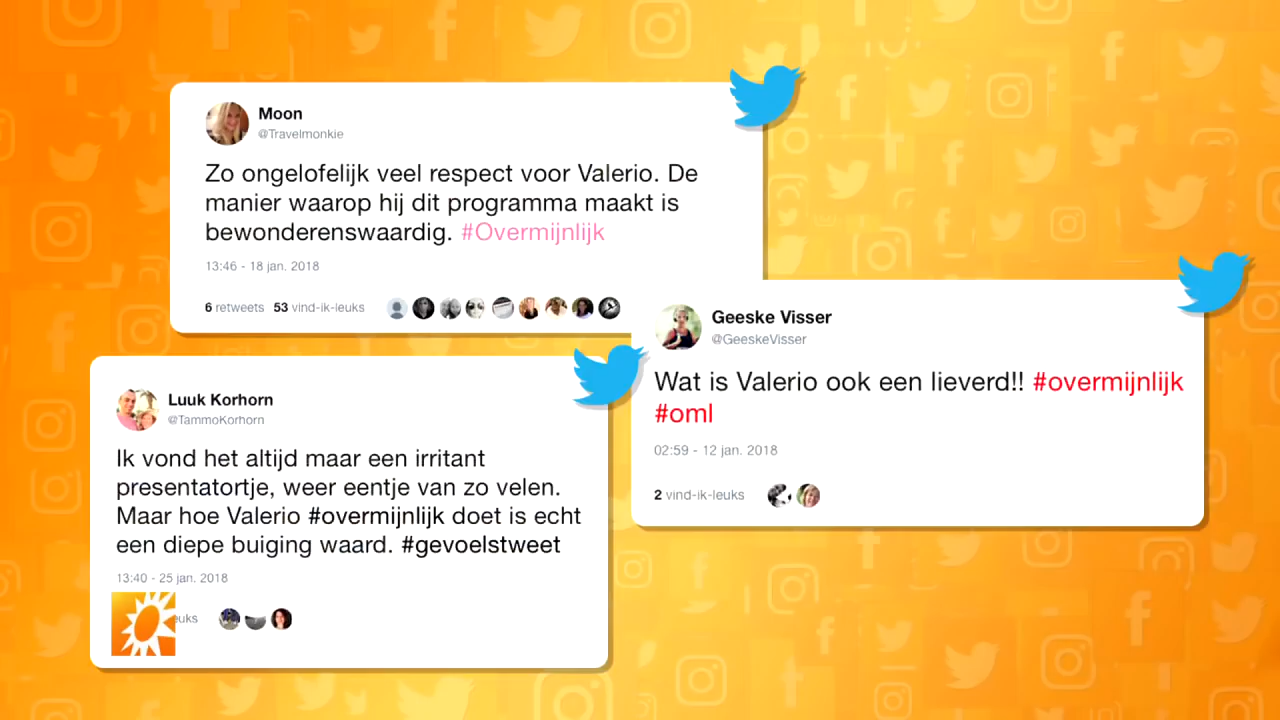 Moon
@Travelmonkie
Zo ongelofelijk veel respect voor Valerio. De
manier waarop hij dit programma maakt is
bewonderenswaardig. #Overmijnlijk
13:46 - 18 jan. 2018
6 retweets 53 vind-ik-leuks
Geeske Visser
@GeeskeVisser
Wat is Valerio ook een lieverd!! #overmijnlijk
#oml
02:59 - 12 jan. 2018
2 vind-ik-leuks
Luuk Korhorn
@TammoKorhorn
Ik vond het altijd maar een irritant
presentatortje, weer eentje van zo velen.
Maar hoe Valerio #overmijnlijk doet is echt
een diepe buiging waard. #gevoelstweet
13:40 - 25 jan. 2018